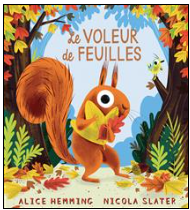 Le VOLEUR
de FEUILLES
ALICE HEMMING NICOLA SLATER